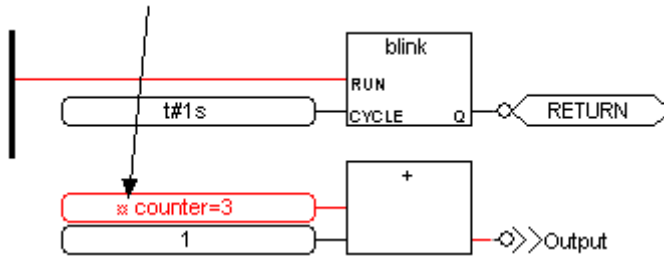 blink
RUN
t#1s
CYCLE Q
RETURN
+
¤ counter=3
1
Output